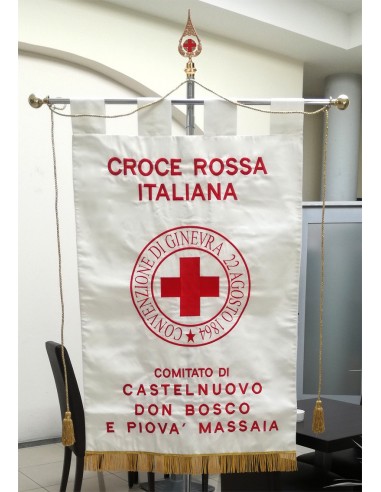 CROCE ROSSA
ITALIANA
CONVENZIONE DI GINEVRA 22 AGOSTO 1864
COMITATO DI
CASTELNUOVO
DON BOSCO
E PIOVA' MASSAIA